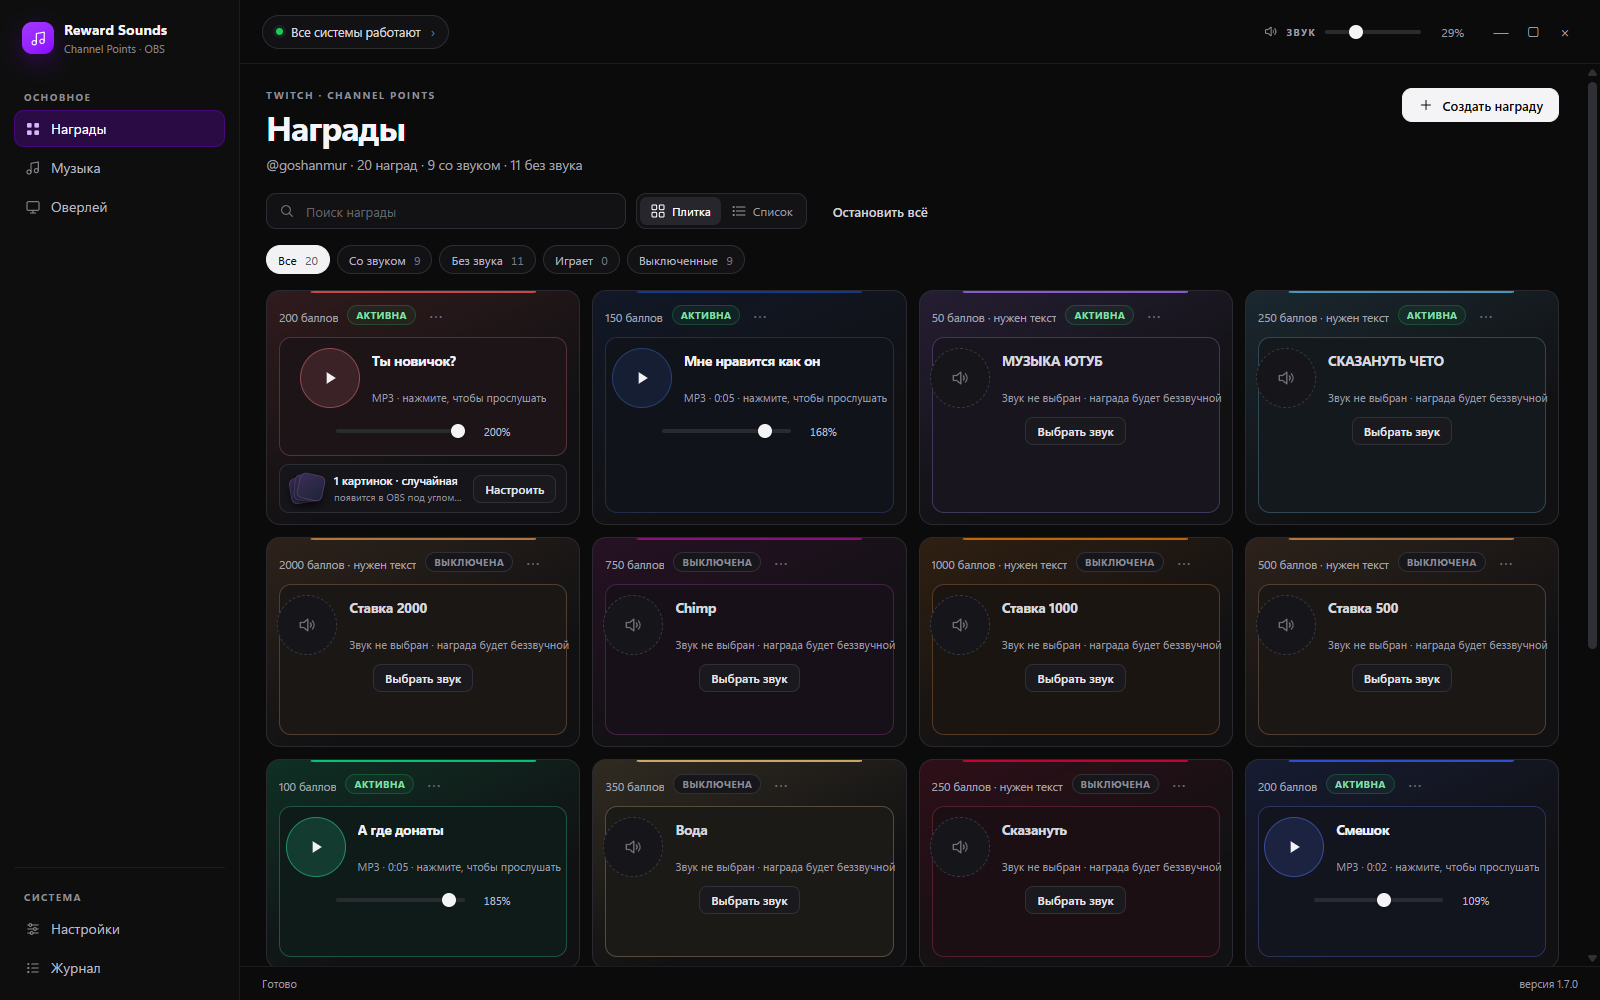 Reward Sounds
Channel Points · OBS
ОСНОВНОЕ
Награды
Музыка
Оверлей
СИСТЕМА
Настройки
Журнал
Все системы работают ›
ЗВУК 29%
TWITCH · CHANNEL POINTS
Награды
@goshanmur · 20 наград · 9 со звуком · 11 без звука
+ Создать награду
Поиск награды
Плитка
Список
Остановить всё
Все 20
Со звуком 9
Без звука 11
Играет 0
Выключенные 9
200 баллов АКТИВНА ...
Ты новичок?
MP3 · нажмите, чтобы прослушать
200%
1 картинок · случайная
появится в OBS под углом...
Настроить
150 баллов АКТИВНА ...
Мне нравится как он
MP3 · 0:05 · нажмите, чтобы прослушать
168%
50 баллов · нужен текст АКТИВНА ...
МУЗЫКА ЮТУБ
Звук не выбран · награда будет беззвучной
Выбрать звук
250 баллов · нужен текст АКТИВНА ...
СКАЗАНУТЬ ЧЕТО
Звук не выбран · награда будет беззвучной
Выбрать звук
2000 баллов · нужен текст ВЫКЛЮЧЕНА ...
Ставка 2000
Звук не выбран · награда будет беззвучной
Выбрать звук
750 баллов ВЫКЛЮЧЕНА ...
Chimp
Звук не выбран · награда будет беззвучной
Выбрать звук
1000 баллов · нужен текст ВЫКЛЮЧЕНА ...
Ставка 1000
Звук не выбран · награда будет беззвучной
Выбрать звук
500 баллов · нужен текст ВЫКЛЮЧЕНА ...
Ставка 500
Звук не выбран · награда будет беззвучной
Выбрать звук
100 баллов АКТИВНА ...
А где донаты
MP3 · 0:05 · нажмите, чтобы прослушать
185%
350 баллов ВЫКЛЮЧЕНА ...
Вода
Звук не выбран · награда будет беззвучной
Выбрать звук
250 баллов · нужен текст ВЫКЛЮЧЕНА ...
Сказануть
Звук не выбран · награда будет беззвучной
Выбрать звук
200 баллов АКТИВНА ...
Смешок
MP3 · 0:02 · нажмите, чтобы прослушать
109%
Готово
версия 1.7.0